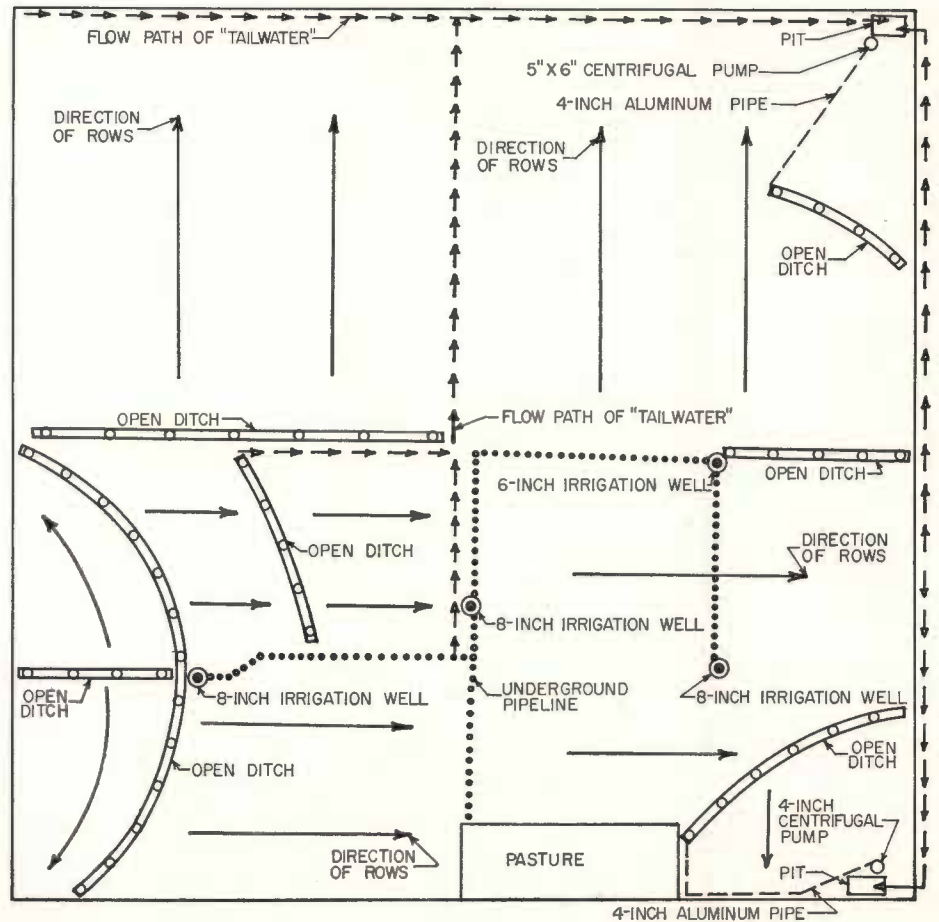 FLOW PATH OF "TAILWATER"
PIT
5"X6" CENTRIFUGAL PUMP
4-INCH ALUMINUM PIPE
DIRECTION
OF ROWS
DIRECTION
OF ROWS
OPEN
DITCH
OPEN DITCH
FLOW PATH OF "TAILWATER"
6-INCH IRRIGATION WELL
OPEN DITCH
OPEN DITCH
DIRECTION
OF ROWS
8-INCH IRRIGATION WELL
OPEN
DITCH
8-INCH IRRIGATION WELL
UNDERGROUND
PIPELINE
8-INCH IRRIGATION WELL
OPEN DITCH
OPEN
DITCH
4-INCH
CENTRIFUGAL
PUMP
DIRECTION
OF ROWS
PASTURE
PIT
4-INCH ALUMINUM PIPE